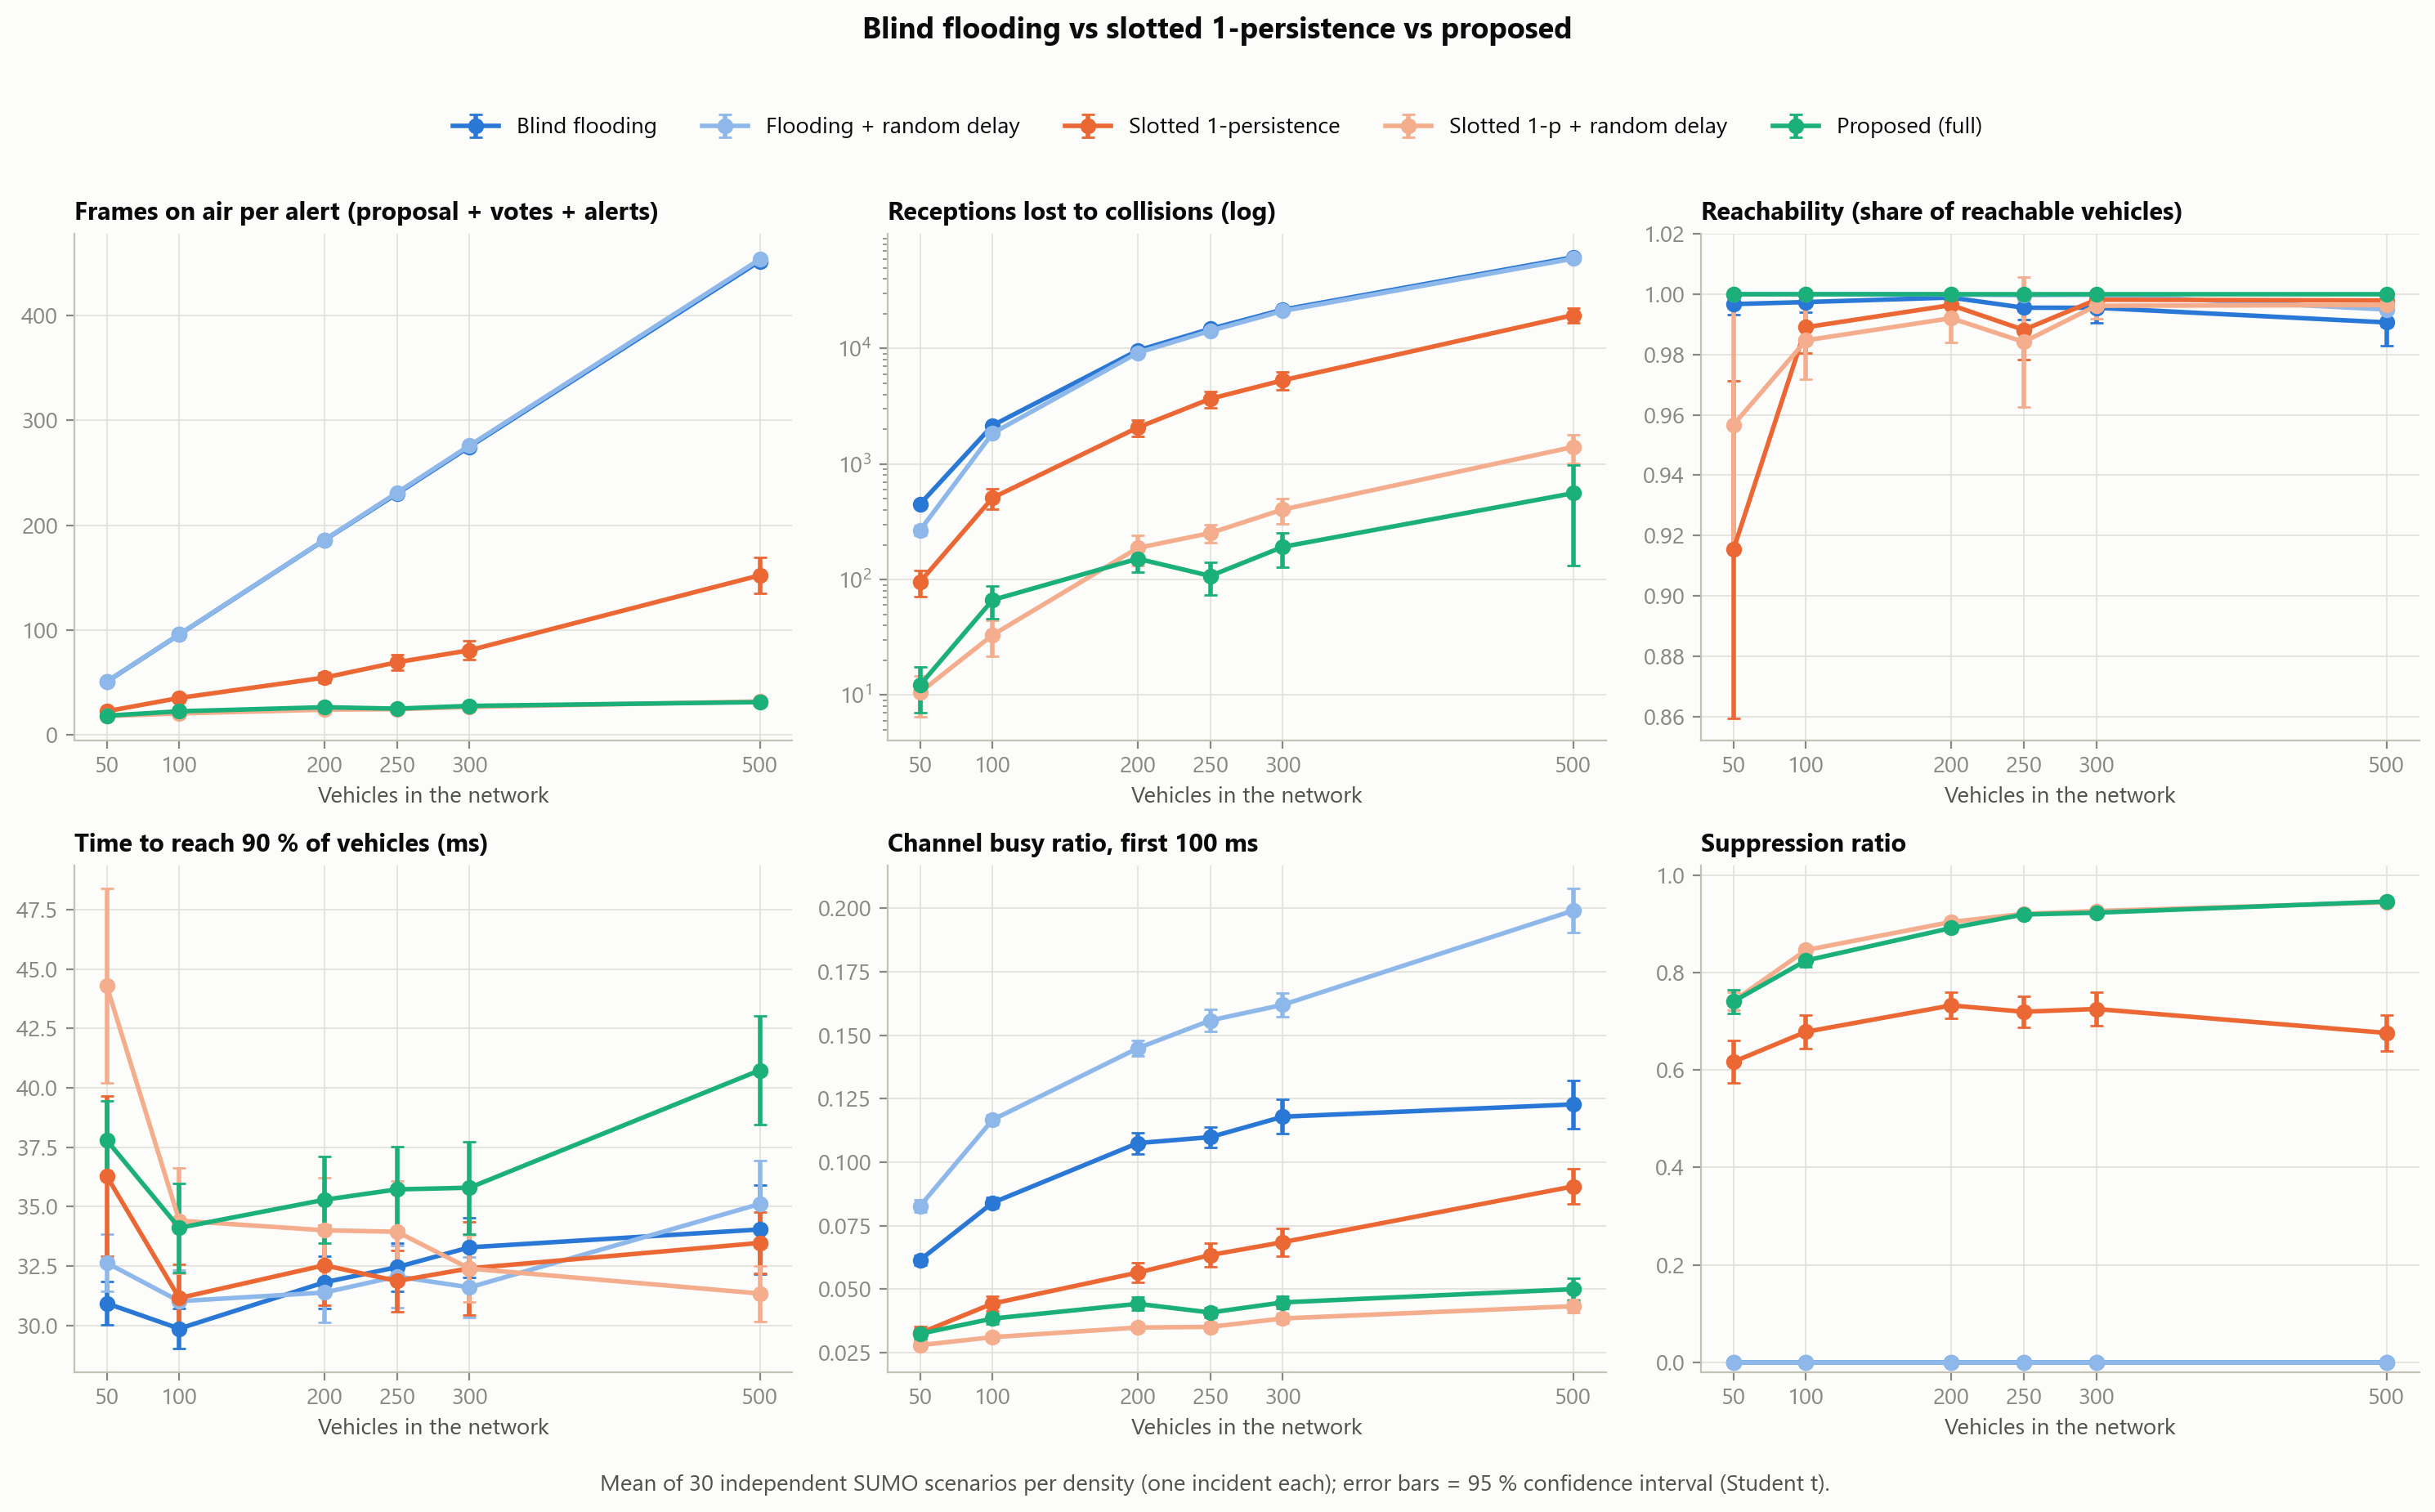 Blind flooding vs slotted 1-persistence vs proposed
Blind flooding
Flooding + random delay
Slotted 1-persistence
Slotted 1-p + random delay
Proposed (full)
Frames on air per alert (proposal + votes + alerts)
400
300
200
100
0
50 100 200 250 300 500
Vehicles in the network
Receptions lost to collisions (log)
10⁴
10³
10²
10¹
50 100 200 250 300 500
Vehicles in the network
Reachability (share of reachable vehicles)
1.02
1.00
0.98
0.96
0.94
0.92
0.90
0.88
0.86
50 100 200 250 300 500
Vehicles in the network
Time to reach 90 % of vehicles (ms)
47.5
45.0
42.5
40.0
37.5
35.0
32.5
30.0
50 100 200 250 300 500
Vehicles in the network
Channel busy ratio, first 100 ms
0.200
0.175
0.150
0.125
0.100
0.075
0.050
0.025
50 100 200 250 300 500
Vehicles in the network
Suppression ratio
1.0
0.8
0.6
0.4
0.2
0.0
50 100 200 250 300 500
Vehicles in the network
Mean of 30 independent SUMO scenarios per density (one incident each); error bars = 95 % confidence interval (Student t).